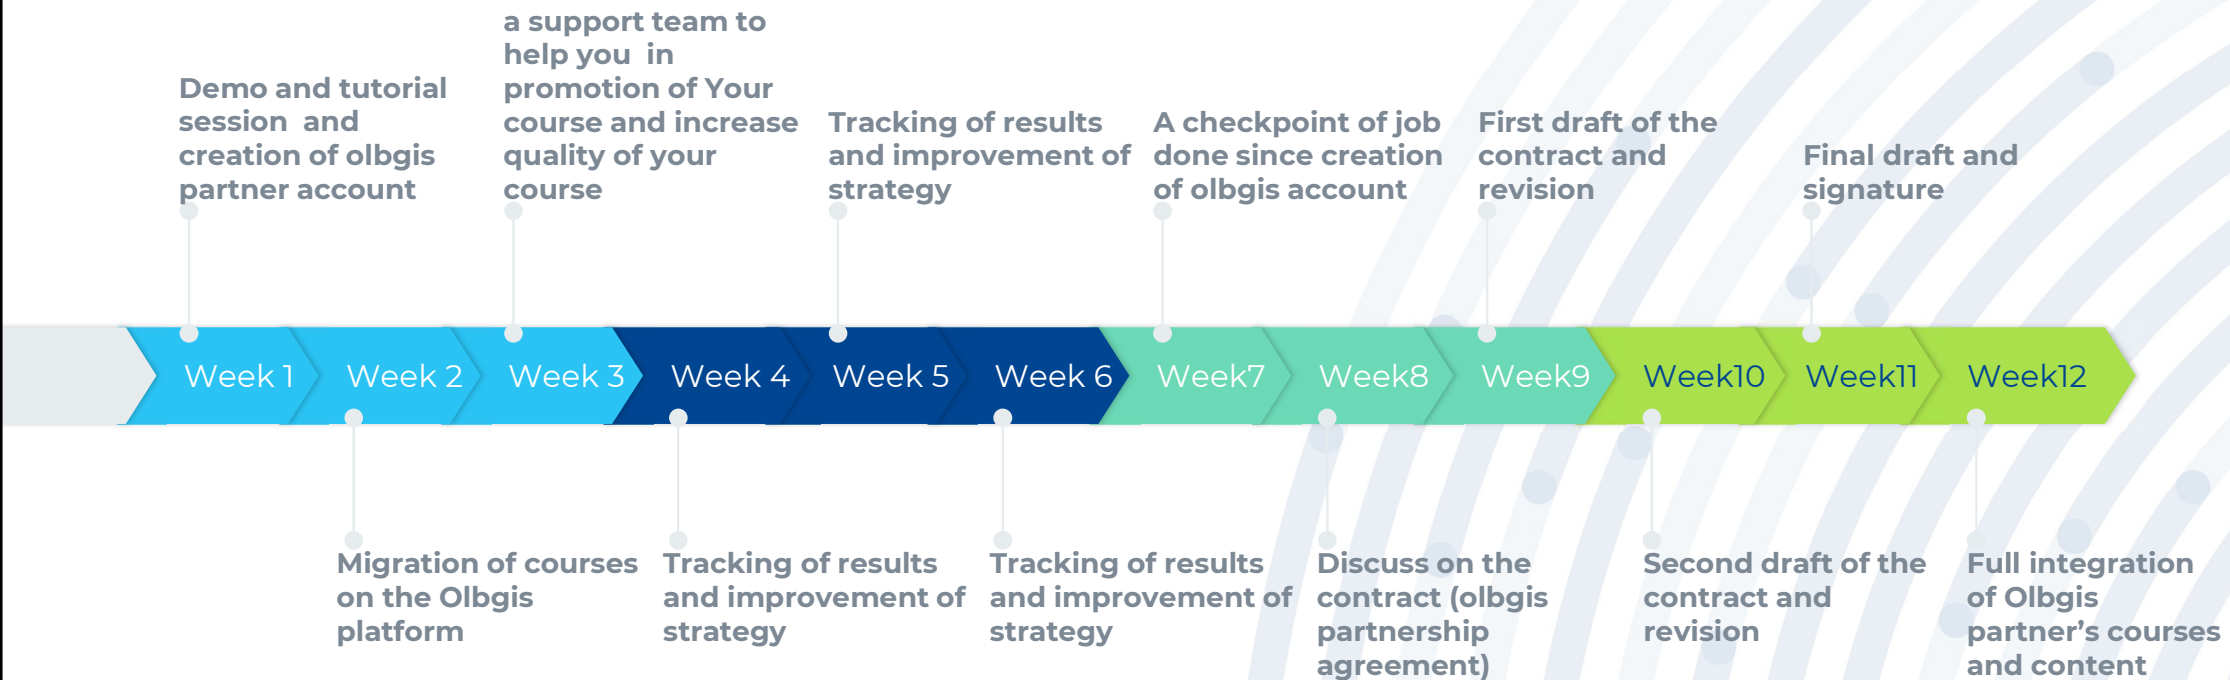 a support team to
help you  in
promotion of Your
course and increase
quality of your
course
Demo and tutorial
session  and
creation of olbgis
partner account
Tracking of results
and improvement of
strategy
A checkpoint of job
done since creation
of olbgis account
First draft of the
contract and
revision
Final draft and
signature
Week 1
Week 2
Week 3
Week 4
Week 5
Week 6
Week7
Week8
Week9
Week10
Week11
Week12
Migration of courses
on the Olbgis
platform
Tracking of results
and improvement of
strategy
Tracking of results
and improvement of
strategy
Discuss on the
contract (olbgis
partnership
agreement)
Second draft of the
contract and
revision
Full integration
of Olbgis
partner’s courses
and content